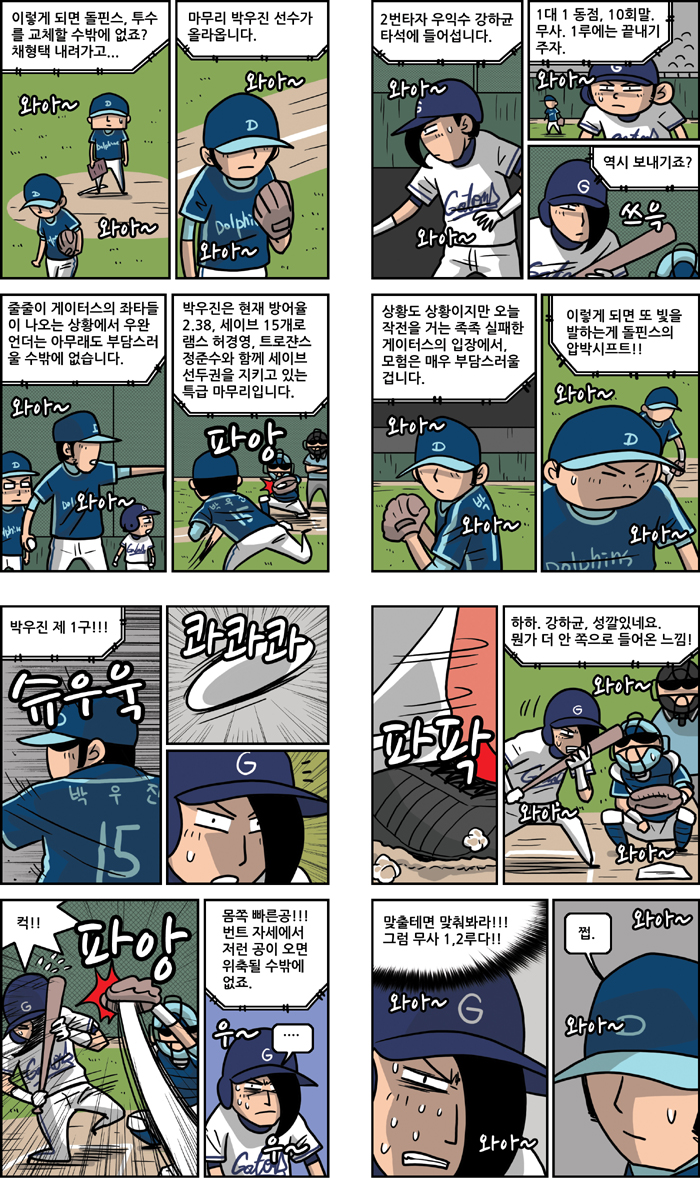 이렇게 되면 돌핀스, 투수
를 교체할 수밖에 없죠?
채형택 내려가고...
와아~
D
Dolphins
D
와아~
마무리 박우진 선수가
올라옵니다.
와아~
D
Dolphins
와아~
줄줄이 게이터스의 좌타들
이 나오는 상황에서 우완
언더는 아무래도 부담스러
울 수밖에 없습니다.
와아~
D
D
와아~
박우진은 현재 방어율
2.38, 세이브 15개로
램스 허경영, 트로쟌스
정준수와 함께 세이브
선두권을 지키고 있는
특급 마무리입니다.
파앙
박우진
15
2번타자 우익수 강하균
타석에 들어섭니다.
와아~
G
Gators
와아~
1대 1 동점, 10회말.
무사. 1루에는 끝내기
주자.
G
역시 보내기죠?
G
쓰윽
상황도 상황이지만 오늘
작전을 거는 족족 실패한
게이터스의 입장에서,
모험은 매우 부담스러울
겁니다.
와아~
D
와아~
이렇게 되면 또 빛을
발하는게 돌핀스의
압박시프트!!
와아~
D
와아~
Dolphins
박우진 제 1구!!!
슈우욱
D
박우진
15
콰콰콰
G
컥!!
파앙
G
Gators
몸쪽 빠른공!!!
번트 자세에서
저런 공이 오면
위축될 수밖에
없죠.
우~
.....
G
우~
Gators
파팍
하하. 강하균, 성깔있네요.
뭔가 더 안 쪽으로 들어온 느낌!
와아~
G
와아~
와아~
맞출테면 맞춰봐라!!!
그럼 무사 1,2루다!!
와아~
G
와아~
쩝.
와아~
와아~
D